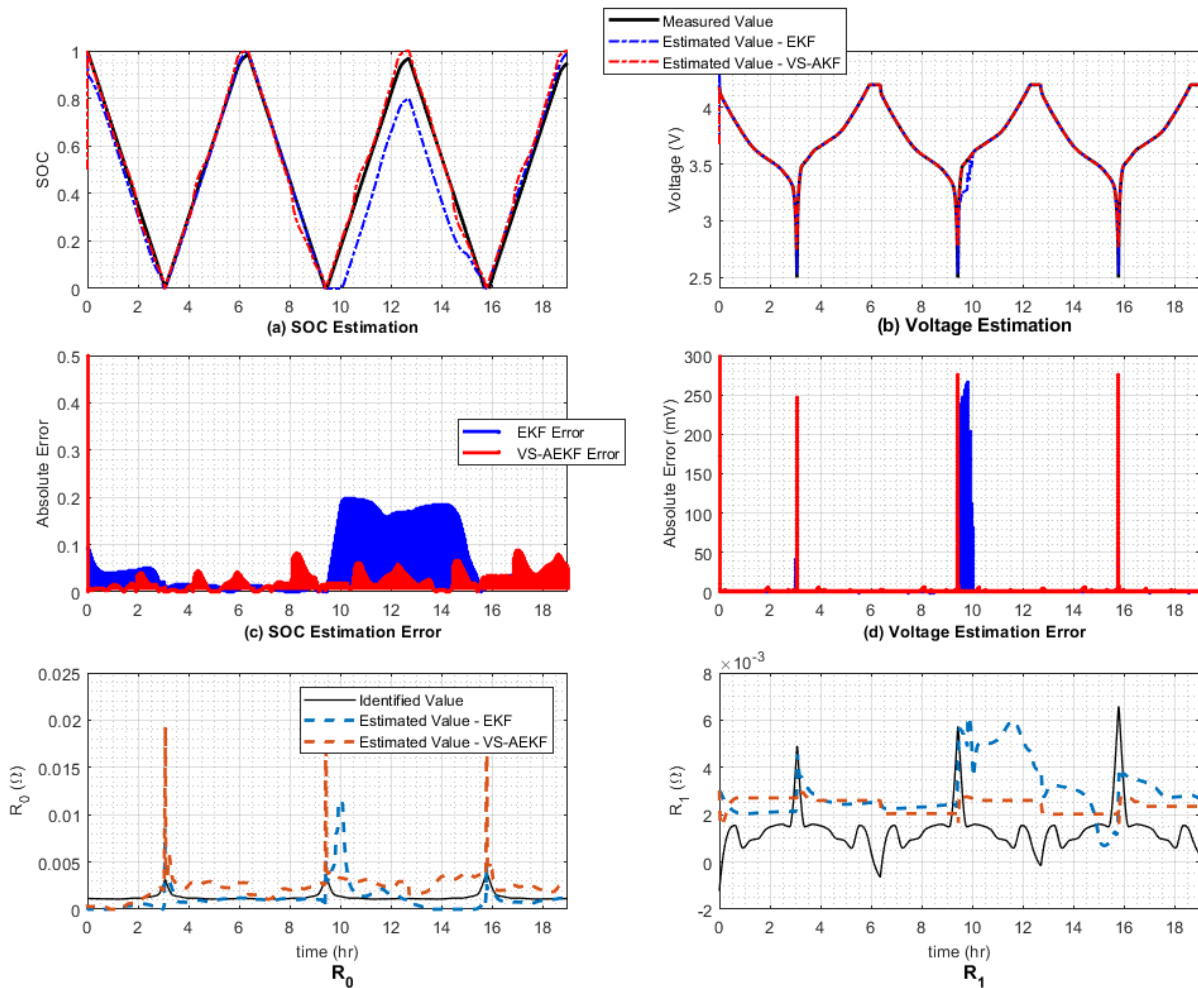 Measured Value
Estimated Value - EKF
Estimated Value - VS-AKF
1
0.8
0.6
0.4
0.2
0
SOC
0 2 4 6 8 10 12 14 16 18
(a) SOC Estimation
4
3.5
3
2.5
Voltage (V)
0 2 4 6 8 10 12 14 16 18
(b) Voltage Estimation
0.5
0.4
0.3
0.2
0.1
0
Absolute Error
EKF Error
VS-AEKF Error
0 2 4 6 8 10 12 14 16 18
(c) SOC Estimation Error
300
250
200
150
100
50
0
Absolute Error (mV)
0 2 4 6 8 10 12 14 16 18
(d) Voltage Estimation Error
0.025
0.02
0.015
0.01
0.005
0
R0 (Ω)
Identified Value
Estimated Value - EKF
Estimated Value - VS-AEKF
0 2 4 6 8 10 12 14 16 18
time (hr)
R0
× 10-3
8
6
4
2
0
-2
R1 (Ω)
0 2 4 6 8 10 12 14 16 18
time (hr)
R1